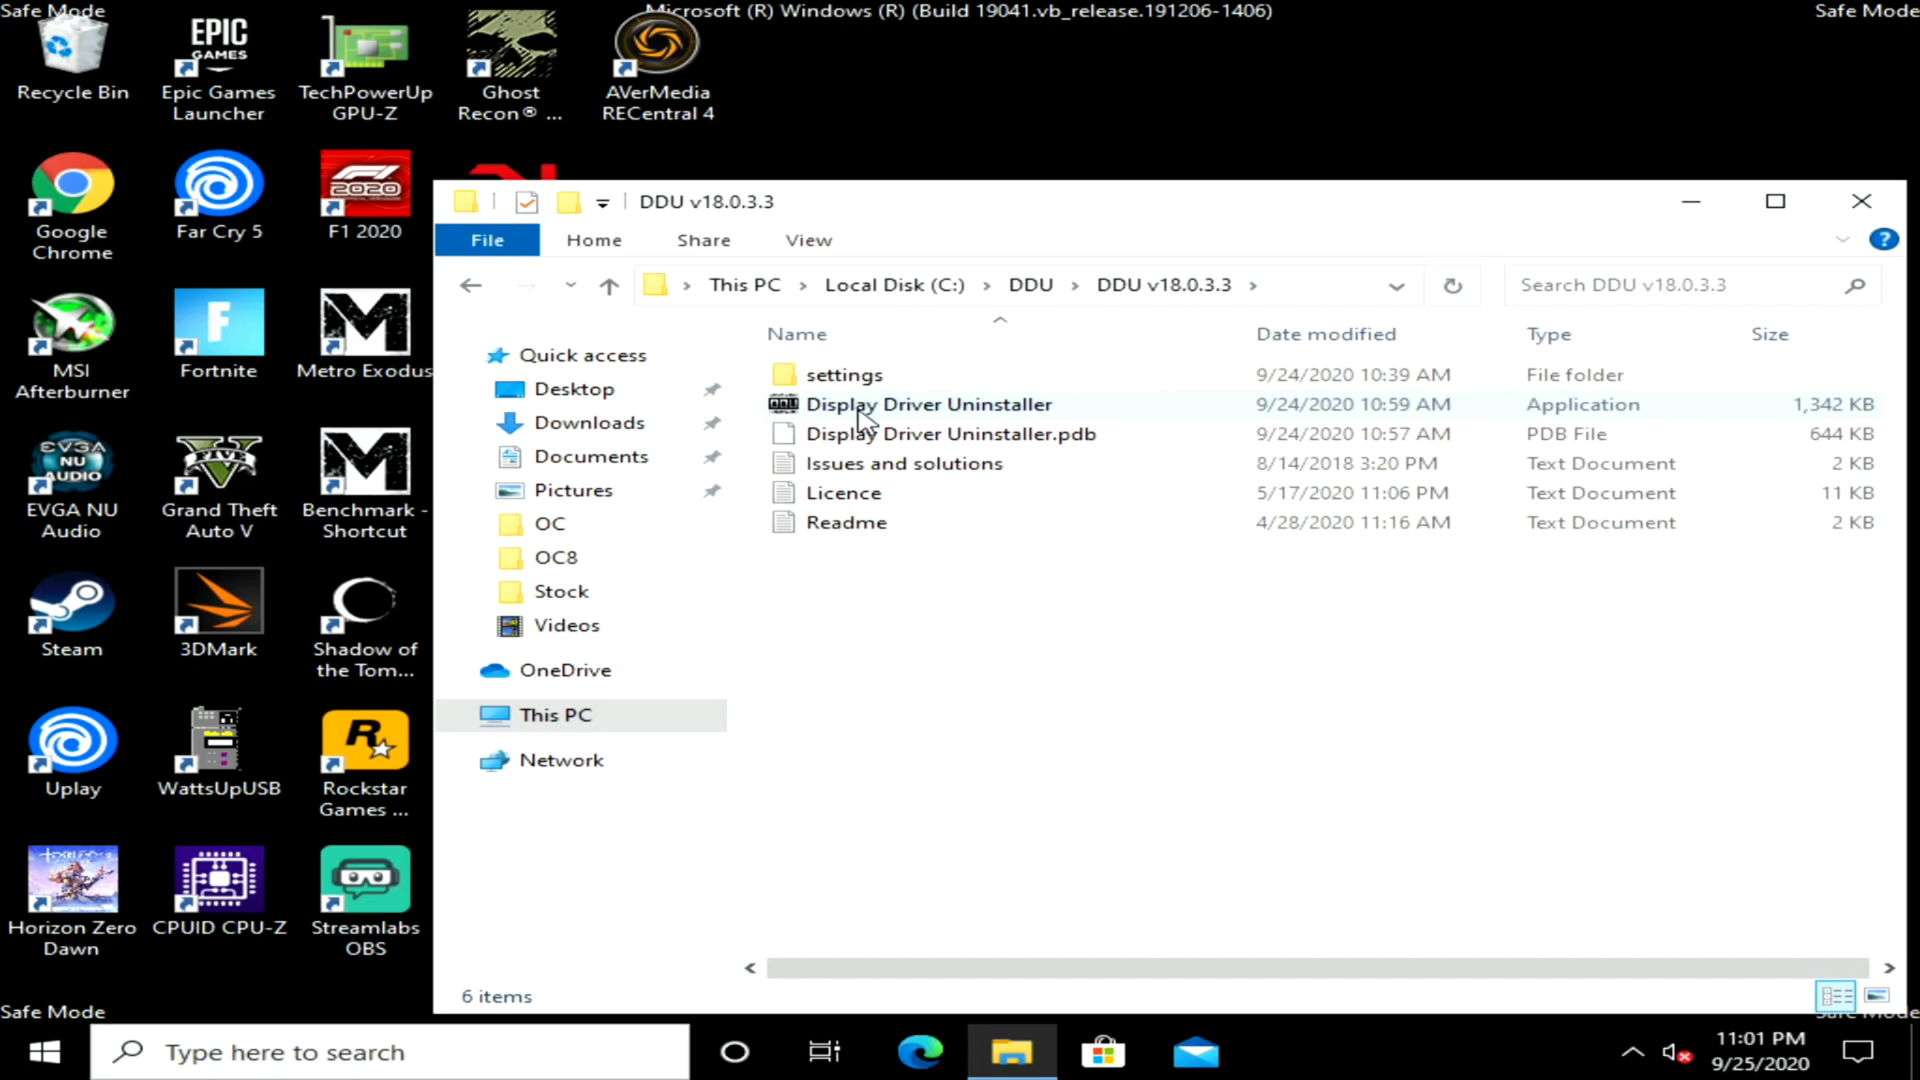 Safe Mode
Microsoft (R) Windows (R) (Build 19041.vb_release.191206-1406)
Safe Mode
Recycle Bin
EPIC GAMES
Epic Games Launcher
TechPowerUp GPU-Z
Ghost Recon® ...
AVerMedia RECentral 4
Google Chrome
Far Cry 5
F1 2020
MSI Afterburner
Fortnite
Metro Exodus
EVGA NU AUDIO
EVGA NU Audio
Grand Theft Auto V
Benchmark - Shortcut
Steam
3DMark
Shadow of the Tom...
Uplay
WattsUpUSB
Rockstar Games ...
Horizon Zero Dawn
CPUID CPU-Z
Streamlabs OBS
DDU v18.0.3.3
File
Home
Share
View
This PC > Local Disk (C:) > DDU > DDU v18.0.3.3 >
Search DDU v18.0.3.3
Name
Date modified
Type
Size
Quick access
Desktop
Downloads
Documents
Pictures
OC
OC8
Stock
Videos
OneDrive
This PC
Network
settings 9/24/2020 10:39 AM File folder
Display Driver Uninstaller 9/24/2020 10:59 AM Application 1,342 KB
Display Driver Uninstaller.pdb 9/24/2020 10:57 AM PDB File 644 KB
Issues and solutions 8/14/2018 3:20 PM Text Document 2 KB
Licence 5/17/2020 11:06 PM Text Document 11 KB
Readme 4/28/2020 11:16 AM Text Document 2 KB
6 items
Safe Mode
Safe Mode
Type here to search
11:01 PM
9/25/2020